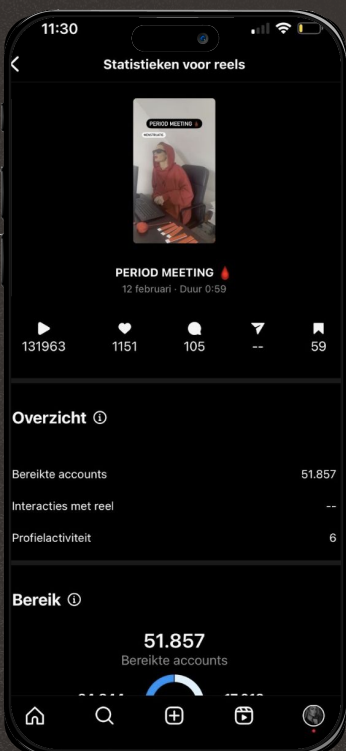 11:30
Statistieken voor reels
PERIOD MEETING 🩸
PERIOD MEETING 🩸
12 februari · Duur 0:59
131963 1151 105 -- 59
Overzicht
Bereikte accounts 51.857
Interacties met reel --
Profielactiviteit 6
Bereik
51.857
Bereikte accounts